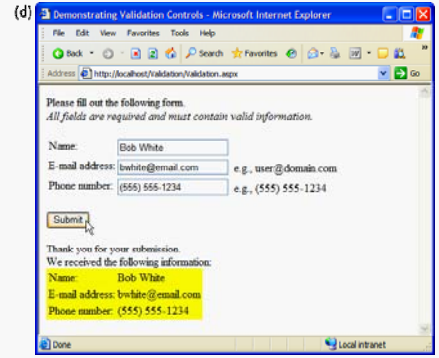 (d)
Demonstrating Validation Controls - Microsoft Internet Explorer
File Edit View Favorites Tools Help
Back Search Favorites
Address http://localhost/Validation/Validation.aspx Go
Please fill out the following form.
All fields are required and must contain valid information.
Name: Bob White
E-mail address: bwhite@email.com e.g., user@domain.com
Phone number: (555) 555-1234 e.g., (555) 555-1234
Submit
Thank you for your submission.
We received the following information:
Name: Bob White
E-mail address: bwhite@email.com
Phone number: (555) 555-1234
Done Local intranet